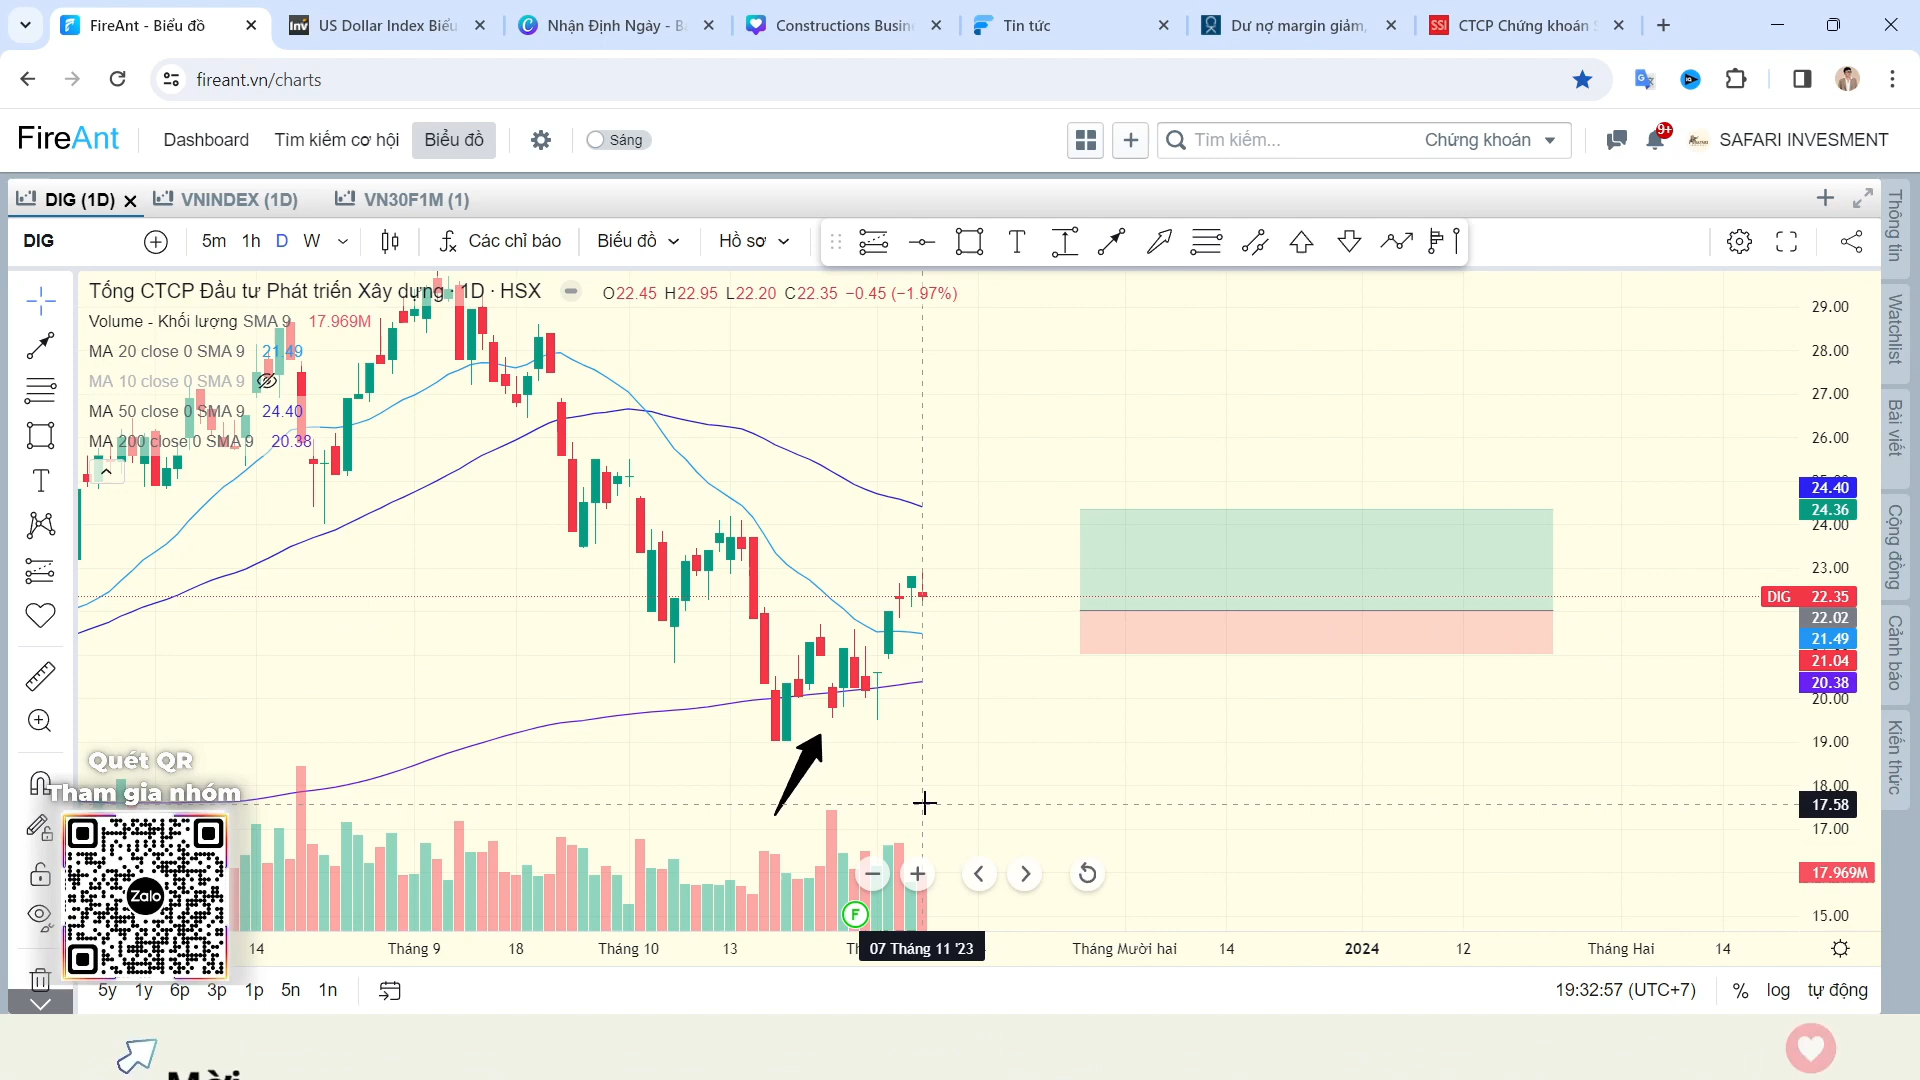 FireAnt - Biểu đồ
US Dollar Index Biểu
Nhận Định Ngày - B
Constructions Busin
Tin tức
Dư nợ margin giảm,
SSI
CTCP Chứng khoán S
fireant.vn/charts
FireAnt
Dashboard
Tìm kiếm cơ hội
Biểu đồ
Sáng
Tìm kiếm...
Chứng khoán
9+
SAFARI INVESMENT
DIG (1D)
VNINDEX (1D)
VN30F1M (1)
DIG
5m
1h
D
W
Các chỉ báo
Biểu đồ
Hồ sơ
Tổng CTCP Đầu tư Phát triển Xây dựng · 1D · HSX
O22.45 H22.95 L22.20 C22.35 −0.45 (−1.97%)
Volume - Khối lượng SMA 9 17.969M
MA 20 close 0 SMA 9 21.49
MA 10 close 0 SMA 9
MA 50 close 0 SMA 9 24.40
MA 200 close 0 SMA 9 20.38
29.00
28.00
27.00
26.00
24.40
24.36
24.00
23.00
DIG 22.35
22.02
21.49
21.04
20.38
20.00
19.00
18.00
17.58
17.00
17.969M
15.00
Thông tin
Watchlist
Bài viết
Cộng đồng
Cảnh báo
Kiến thức
Quét QR
Tham gia nhóm
Zalo
F
14
Tháng 9
18
Tháng 10
13
07 Tháng 11 '23
Tháng Mười hai
14
2024
12
Tháng Hai
14
5y
1y
6p
3p
1p
5n
1n
19:32:57 (UTC+7)
%
log
tự động
Mời